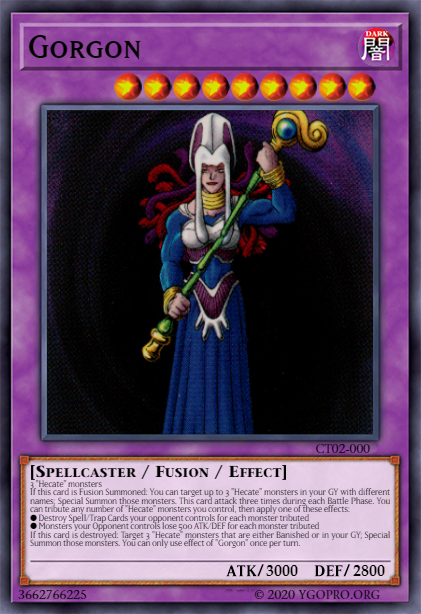 Gorgon
DARK
闇
CT02-000
[Spellcaster / Fusion / Effect]
3 "Hecate" monsters
If this card is Fusion Summoned: You can target up to 3 "Hecate" monsters in your GY with different
names; Special Summon those monsters. This card attack three times during each Battle Phase. You
can tribute any number of "Hecate" monsters you control, then apply one of these effects:
●Destroy Spell/Trap Cards your opponent controls for each monster tributed
●Monsters your Opponent controls lose 500 ATK/DEF for each monster tributed
If this card is destroyed: Target 3 "Hecate" monsters that are either Banished or in your GY; Special
Summon those monsters. You can only use effect of "Gorgon" once per turn.
ATK/3000 DEF/2800
3662766225 © 2020 YGOPRO.ORG